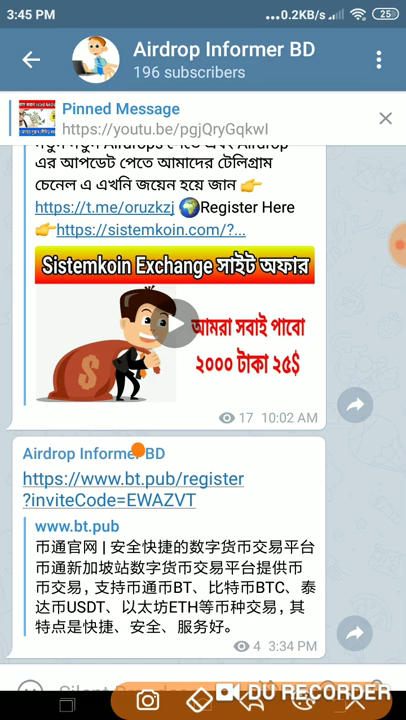 3:45 PM
...0.2KB/s
25
Airdrop Informer BD
196 subscribers
Pinned Message
https://youtu.be/pgjQryGqkwI
এর আপডেট পেতে আমাদের টেলিগ্রাম
চেনেল এ এখনি জয়েন হয়ে জান 👉
https://t.me/oruzkzj 🌍Register Here
👉https://sistemkoin.com/?...
Sistemkoin Exchange সাইট অফার
আমরা সবাই পাবো
২০০০ টাকা ২৫$
17 10:02 AM
Airdrop Informer BD
https://www.bt.pub/register
?inviteCode=EWAZVT
www.bt.pub
币通官网 | 安全快捷的数字货币交易平台
币通新加坡站数字货币交易平台提供币
币交易, 支持币通币BT、比特币BTC、泰
达币USDT、以太坊ETH等币种交易, 其
特点是快捷、安全、服务好。
4 3:34 PM
DU RECORDER